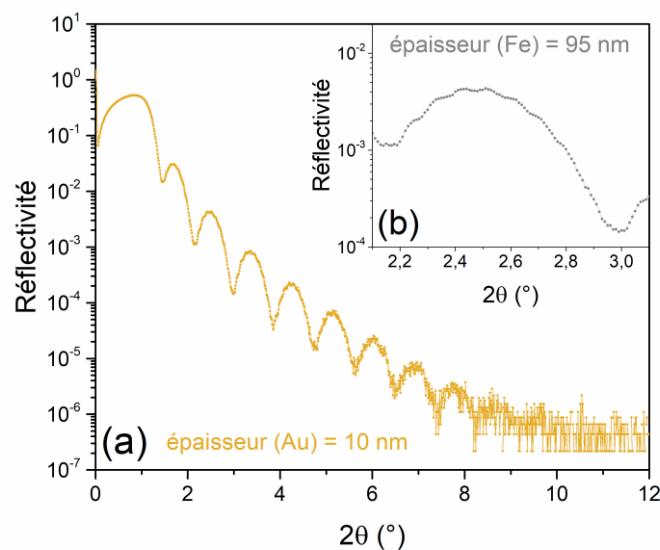 10¹
10⁰
10⁻¹
10⁻²
10⁻³
10⁻⁴
10⁻⁵
10⁻⁶
10⁻⁷
Réflectivité
(a)
épaisseur (Au) = 10 nm
0 2 4 6 8 10 12
2θ (°)
épaisseur (Fe) = 95 nm
10⁻²
10⁻³
10⁻⁴
Réflectivité
(b)
2,2 2,4 2,6 2,8 3,0
2θ (°)